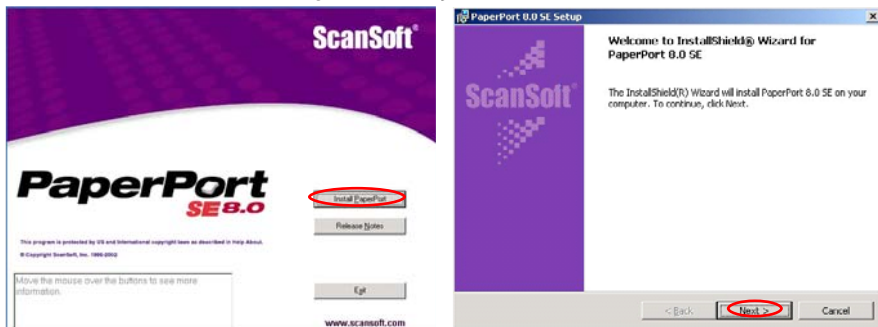 ScanSoft®
PaperPort
SE 8.0
This program is protected by US and International copyright laws as described in Help About.
© Copyright ScanSoft, Inc. 1998-2002
Move the mouse over the buttons to see more
information.
Install PaperPort
Release Notes
Exit
www.scansoft.com
PaperPort 8.0 SE Setup
ScanSoft®
Welcome to InstallShield® Wizard for
PaperPort 8.0 SE
The InstallShield(R) Wizard will install PaperPort 8.0 SE on your
computer. To continue, click Next.
< Back
Next >
Cancel